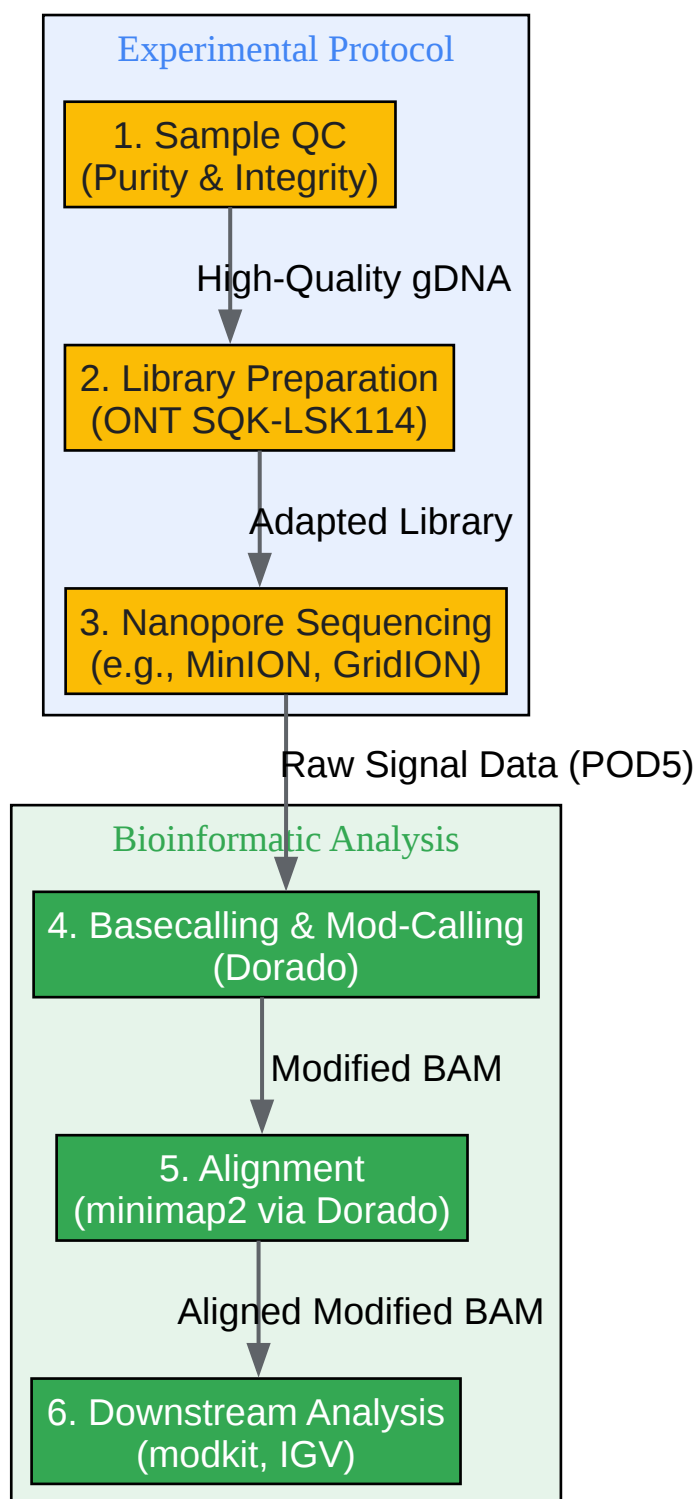 Experimental Protocol
1. Sample QC
(Purity & Integrity)
High-Quality gDNA
2. Library Preparation
(ONT SQK-LSK114)
Adapted Library
3. Nanopore Sequencing
(e.g., MinION, GridION)
Raw Signal Data (POD5)
Bioinformatic Analysis
4. Basecalling & Mod-Calling
(Dorado)
Modified BAM
5. Alignment
(minimap2 via Dorado)
Aligned Modified BAM
6. Downstream Analysis
(modkit, IGV)